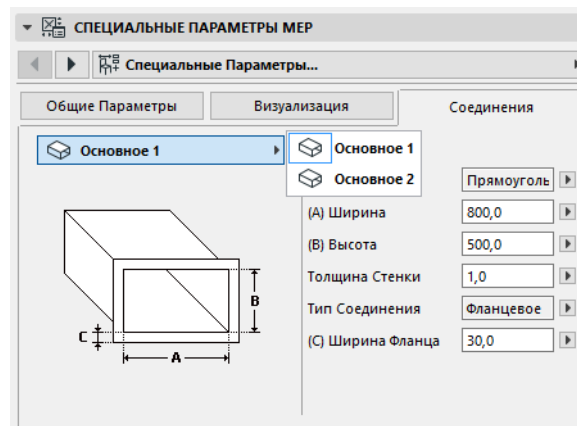 СПЕЦИАЛЬНЫЕ ПАРАМЕТРЫ МЕР
Специальные Параметры...
Общие Параметры Визуализация Соединения
Основное 1 Основное 1
Основное 2
Прямоуголь
(A) Ширина 800,0
(B) Высота 500,0
Толщина Стенки 1,0
Тип Соединения Фланцевое
(C) Ширина Фланца 30,0
B
C
A